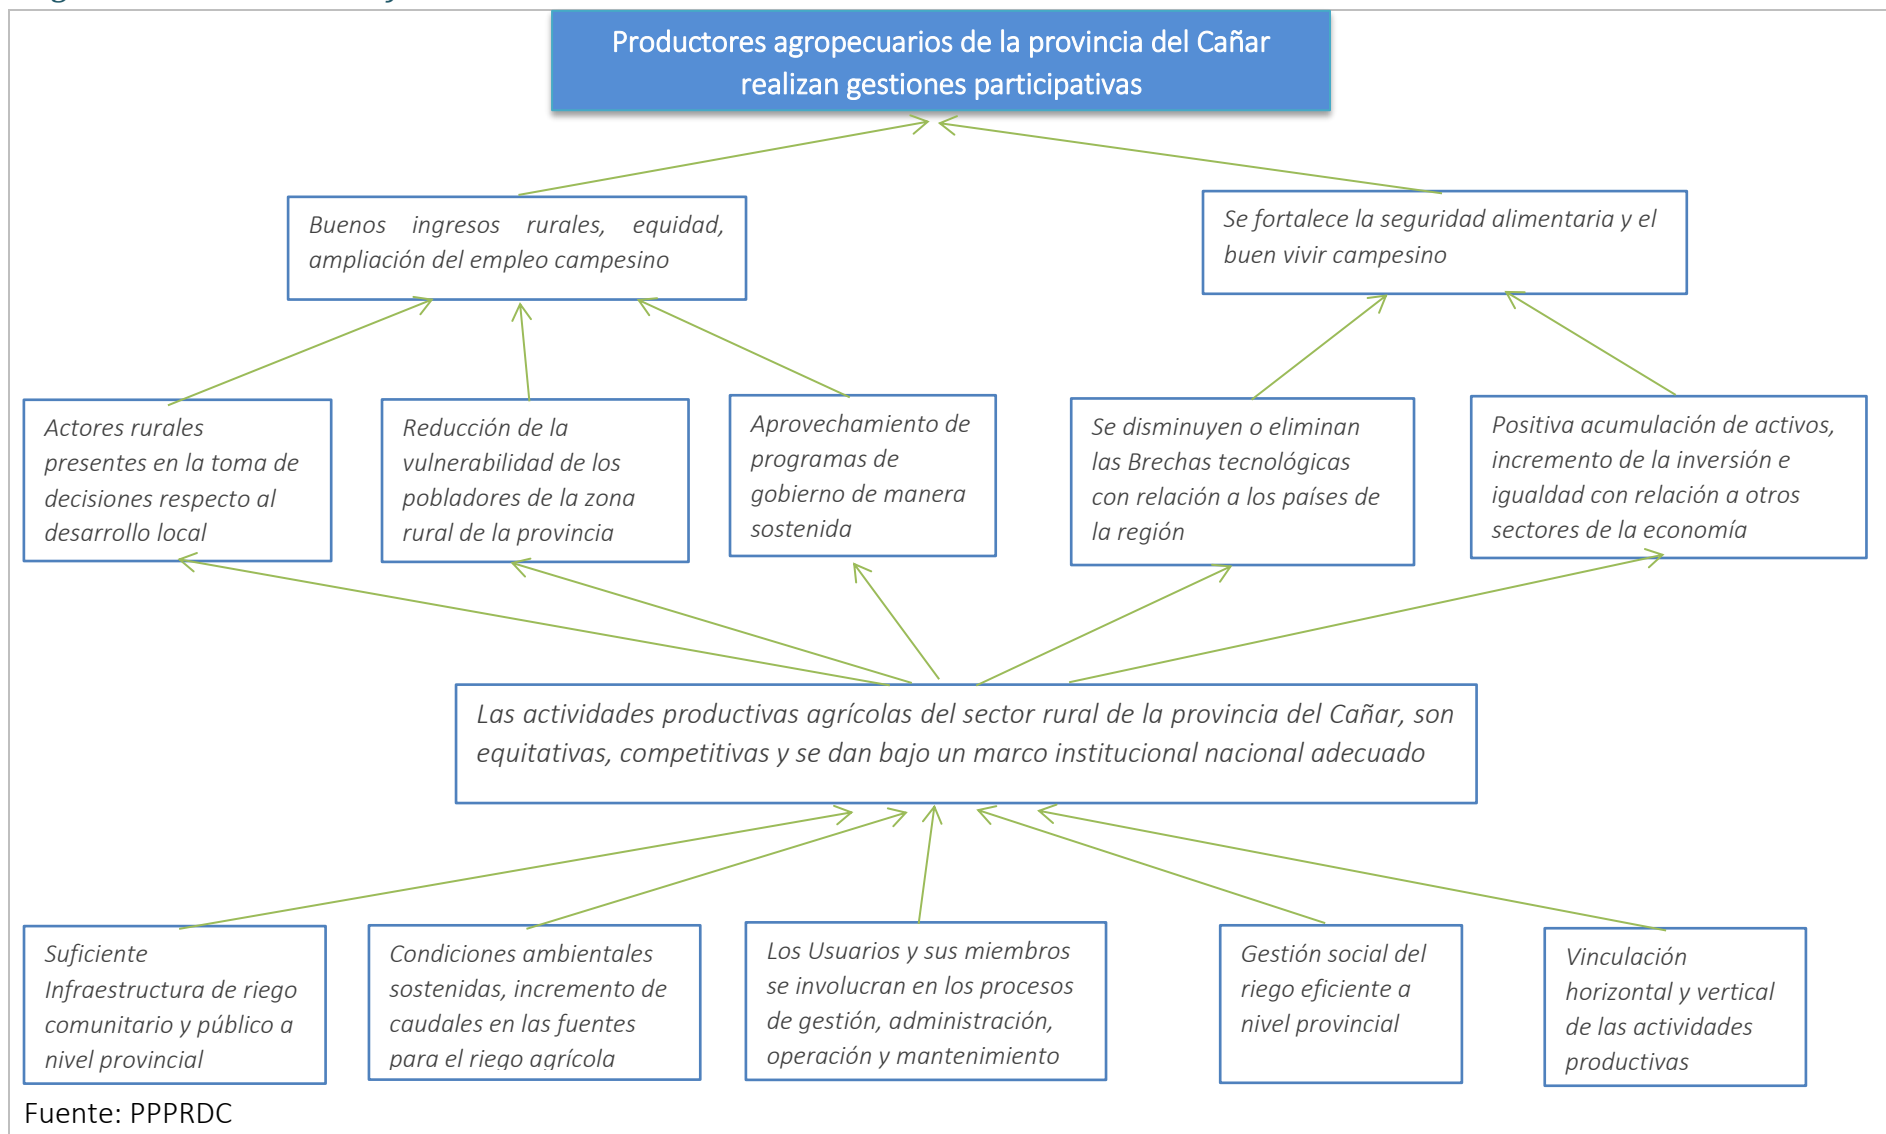 Productores agropecuarios de la provincia del Cañar
realizan gestiones participativas
Buenos ingresos rurales, equidad,
ampliación del empleo campesino
Se fortalece la seguridad alimentaria y el
buen vivir campesino
Actores rurales
presentes en la toma de
decisiones respecto al
desarrollo local
Reducción de la
vulnerabilidad de los
pobladores de la zona
rural de la provincia
Aprovechamiento de
programas de
gobierno de manera
sostenida
Se disminuyen o eliminan
las Brechas tecnológicas
con relación a los países de
la región
Positiva acumulación de activos,
incremento de la inversión e
igualdad con relación a otros
sectores de la economía
Las actividades productivas agrícolas del sector rural de la provincia del Cañar, son
equitativas, competitivas y se dan bajo un marco institucional nacional adecuado
Suficiente
Infraestructura de riego
comunitario y público a
nivel provincial
Condiciones ambientales
sostenidas, incremento de
caudales en las fuentes
para el riego agrícola
Los Usuarios y sus miembros
se involucran en los procesos
de gestión, administración,
operación y mantenimiento
Gestión social del
riego eficiente a
nivel provincial
Vinculación
horizontal y vertical
de las actividades
productivas
Fuente: PPPRDC